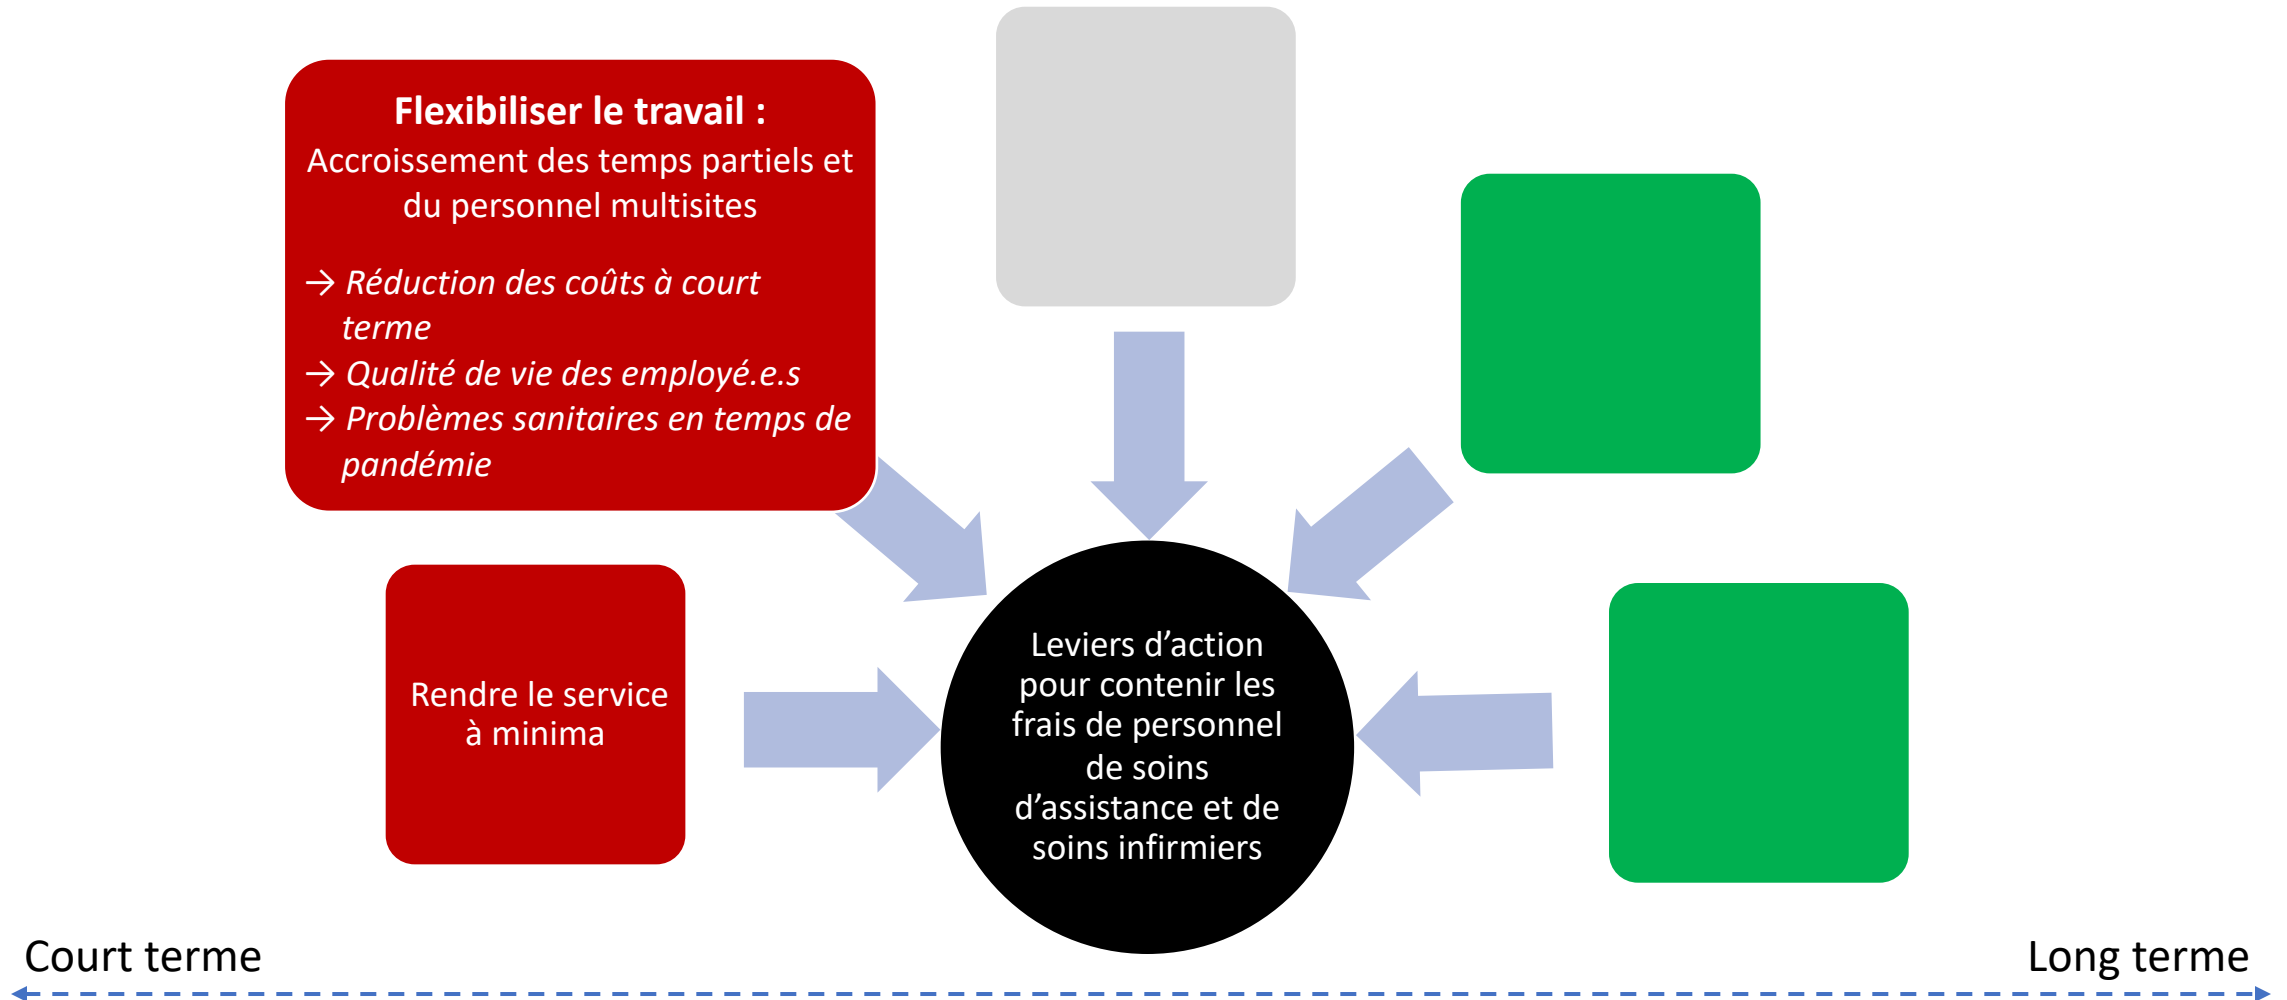 Flexibiliser le travail :
Accroissement des temps partiels et
du personnel multisites
→ Réduction des coûts à court
terme
→ Qualité de vie des employé.e.s
→ Problèmes sanitaires en temps de
pandémie
Rendre le service
à minima
Leviers d’action
pour contenir les
frais de personnel
de soins
d’assistance et de
soins infirmiers
Court terme
Long terme